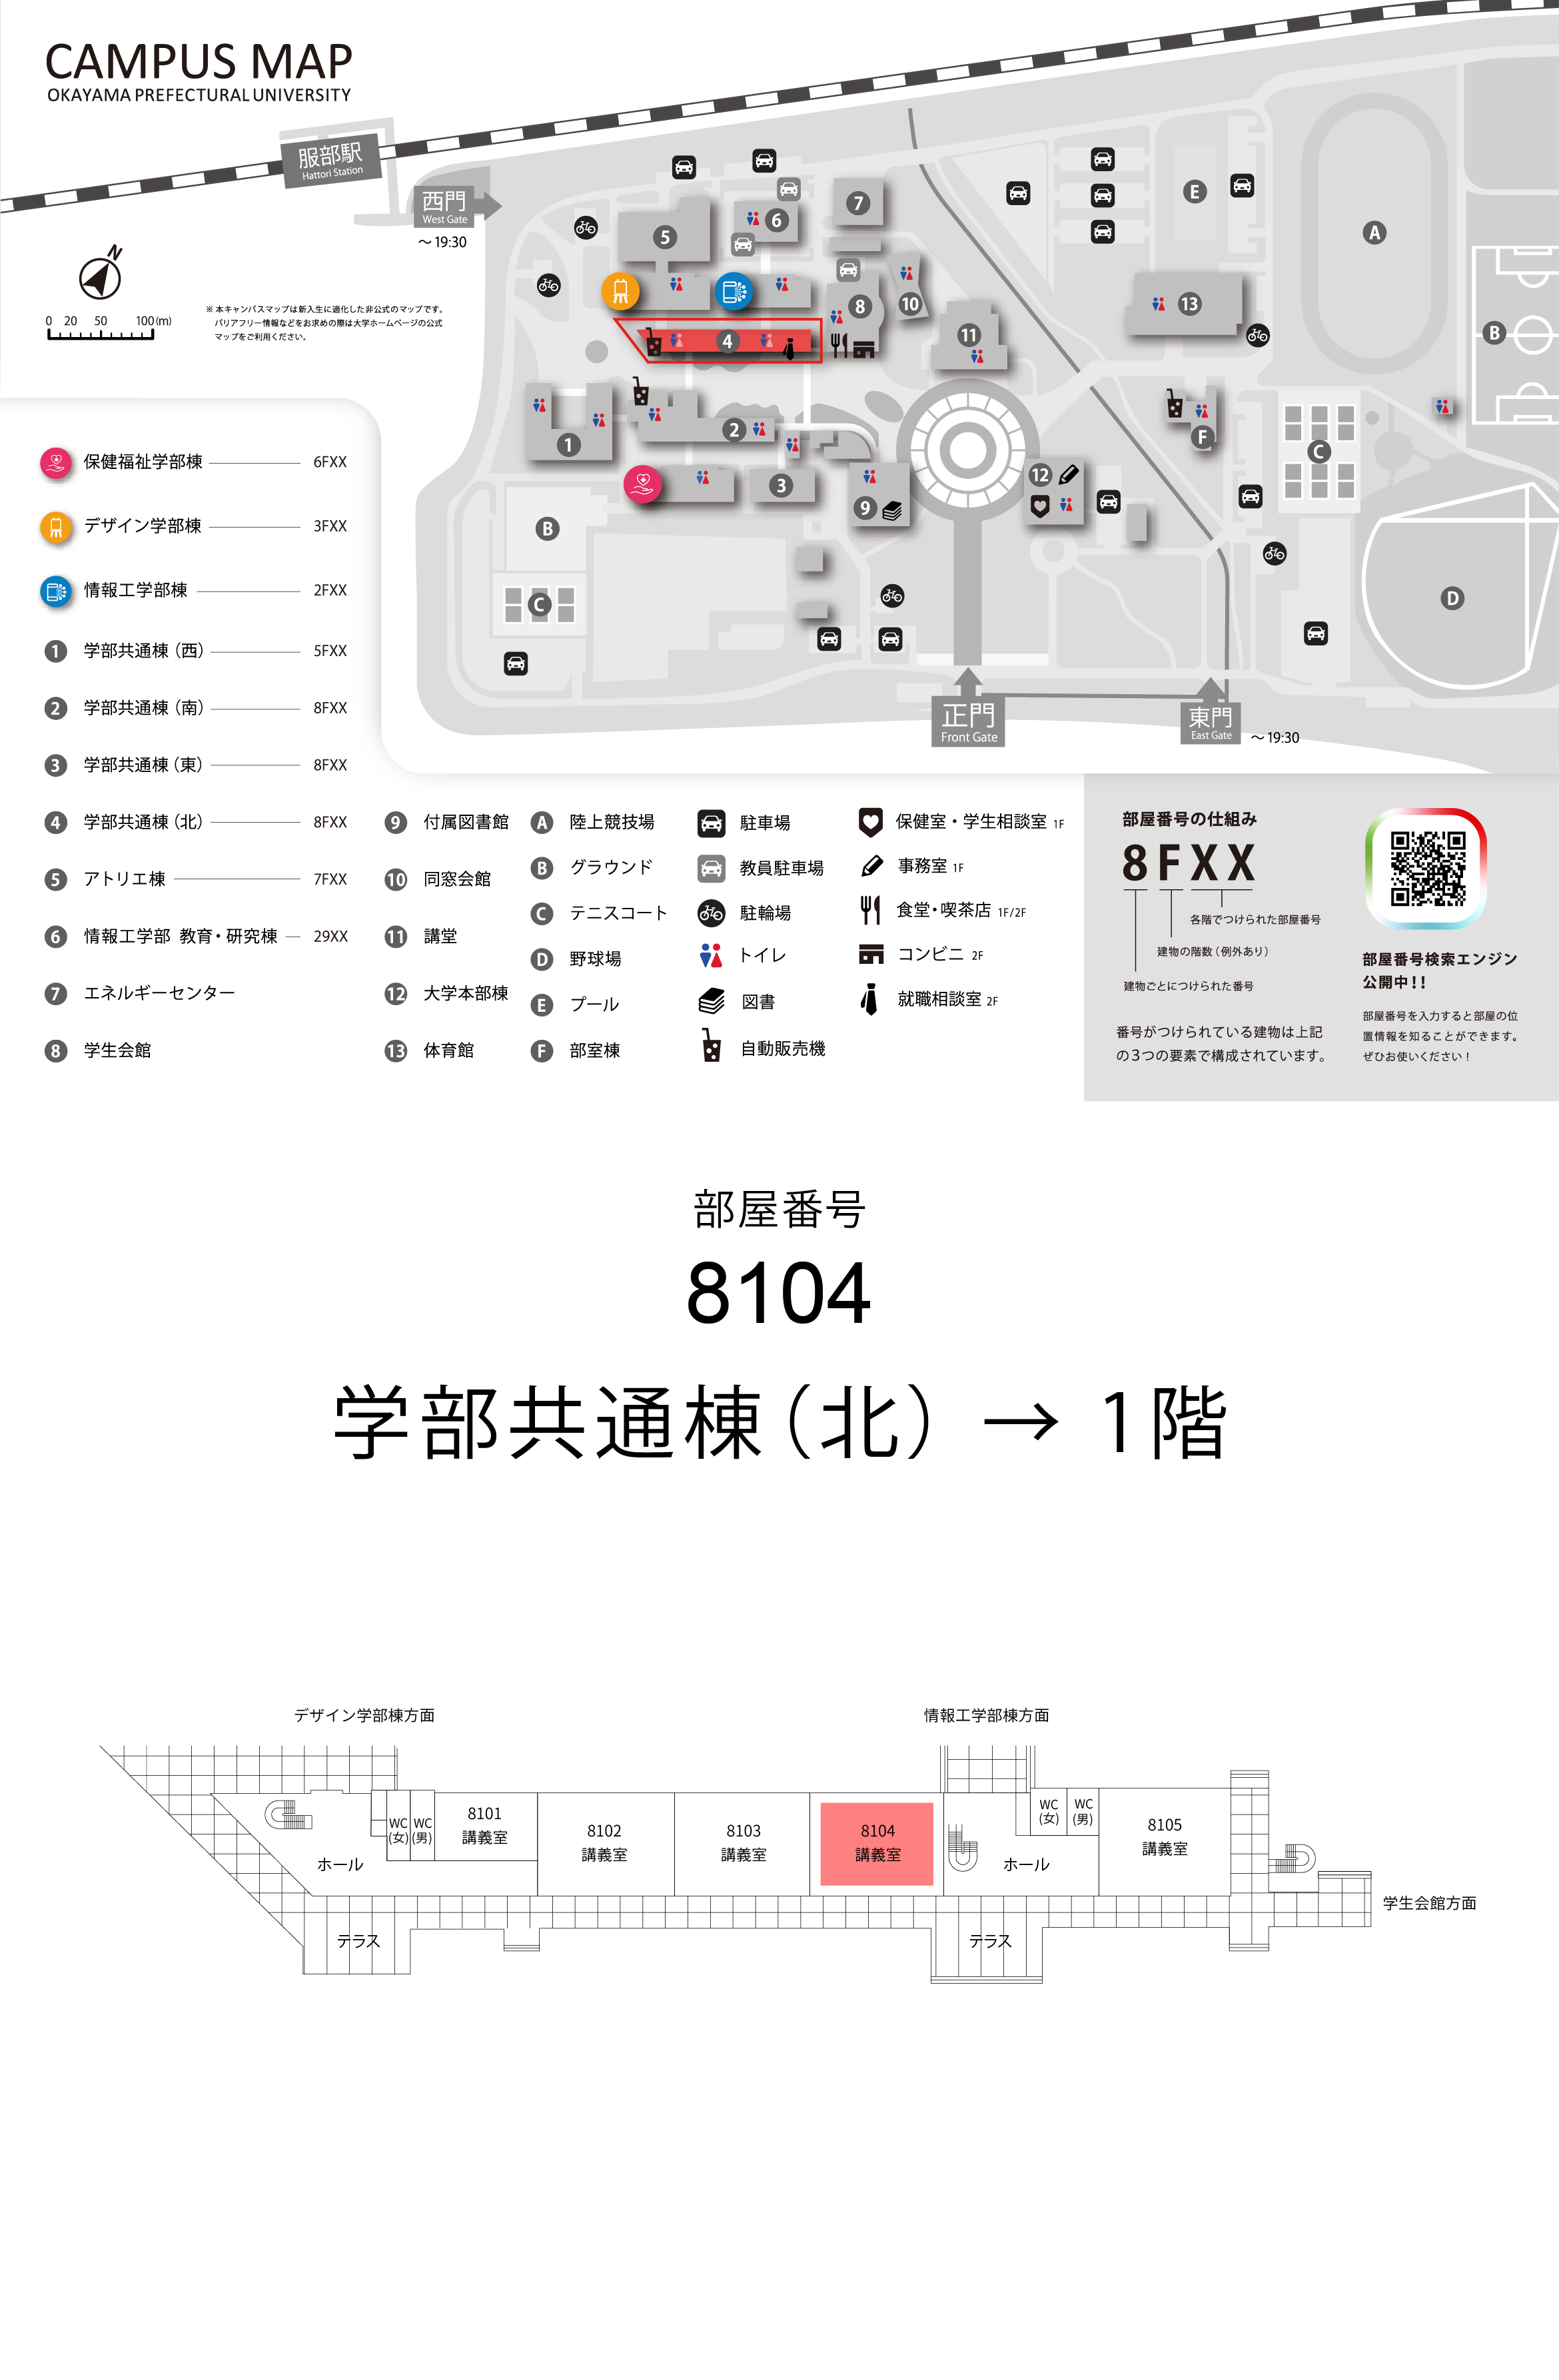 CAMPUS MAP
OKAYAMA PREFECTURAL UNIVERSITY
服部駅
Hattori Station
西門
West Gate
～19:30
N
0 20 50 100(m)
※ 本キャンパスマップは新入生に適化した非公式のマップです。
バリアフリー情報などをお求めの際は大学ホームページの公式
マップをご利用ください。
5
6
7
8
10
4
11
13
E
A
B
1
2
3
9
12
F
C
B
C
D
正門
Front Gate
東門
East Gate
～19:30
保健福祉学部棟 6FXX
デザイン学部棟 3FXX
情報工学部棟 2FXX
1 学部共通棟（西） 5FXX
2 学部共通棟（南） 8FXX
3 学部共通棟（東） 8FXX
4 学部共通棟（北） 8FXX
5 アトリエ棟 7FXX
6 情報工学部 教育・研究棟 29XX
7 エネルギーセンター
8 学生会館
9 付属図書館
10 同窓会館
11 講堂
12 大学本部棟
13 体育館
A 陸上競技場
B グラウンド
C テニスコート
D 野球場
E プール
F 部室棟
駐車場
教員駐車場
駐輪場
トイレ
図書
自動販売機
保健室・学生相談室 1F
事務室 1F
食堂・喫茶店 1F/2F
コンビニ 2F
就職相談室 2F
部屋番号の仕組み
8FXX
各階でつけられた部屋番号
建物の階数（例外あり）
建物ごとにつけられた番号
番号がつけられている建物は上記
の３つの要素で構成されています。
部屋番号検索エンジン
公開中！！
部屋番号を入力すると部屋の位
置情報を知ることができます。
ぜひお使いください！
部屋番号
8104
学部共通棟（北） → 1階
デザイン学部棟方面
情報工学部棟方面
WC
(女)
WC
(男)
8101
講義室
8102
講義室
8103
講義室
8104
講義室
WC
(女)
WC
(男)
8105
講義室
ホール
ホール
学生会館方面
テラス
テラス